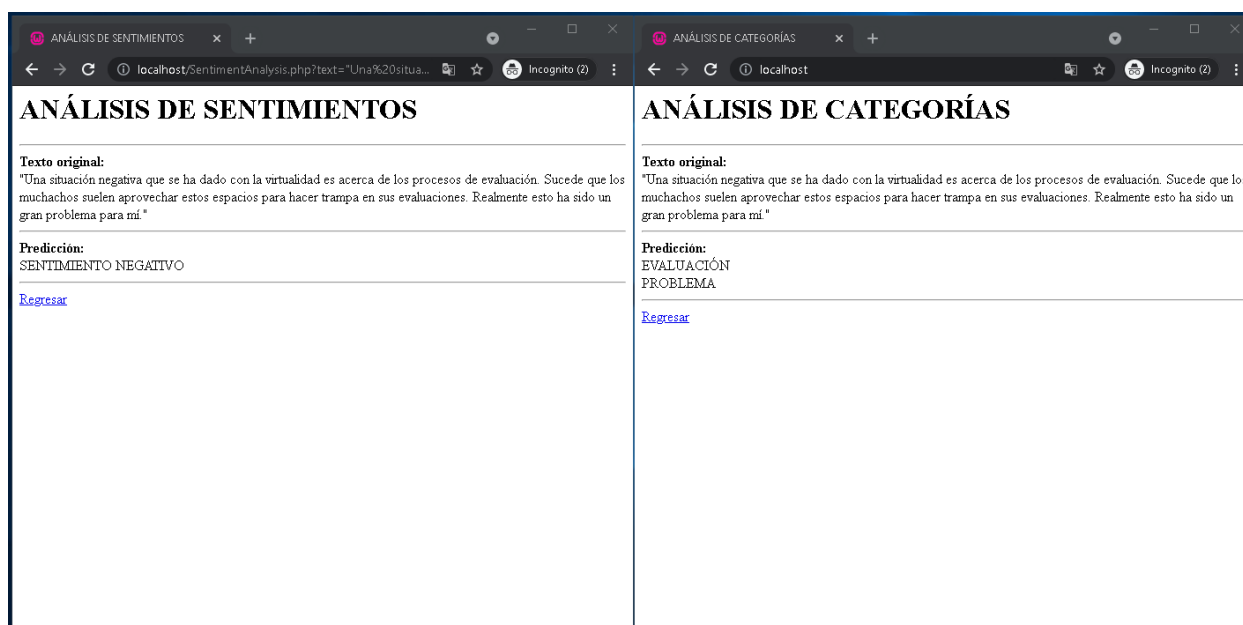 ANÁLISIS DE SENTIMIENTOS
localhost/SentimentAnalysis.php?text="Una%20situa...
Incognito (2)
ANÁLISIS DE SENTIMIENTOS
Texto original:
"Una situación negativa que se ha dado con la virtualidad es acerca de los procesos de evaluación. Sucede que los
muchachos suelen aprovechar estos espacios para hacer trampa en sus evaluaciones. Realmente esto ha sido un
gran problema para mí."
Predicción:
SENTIMIENTO NEGATIVO
Regresar
ANÁLISIS DE CATEGORÍAS
localhost
Incognito (2)
ANÁLISIS DE CATEGORÍAS
Texto original:
"Una situación negativa que se ha dado con la virtualidad es acerca de los procesos de evaluación. Sucede que lo
muchachos suelen aprovechar estos espacios para hacer trampa en sus evaluaciones. Realmente esto ha sido un
gran problema para mí."
Predicción:
EVALUACIÓN
PROBLEMA
Regresar